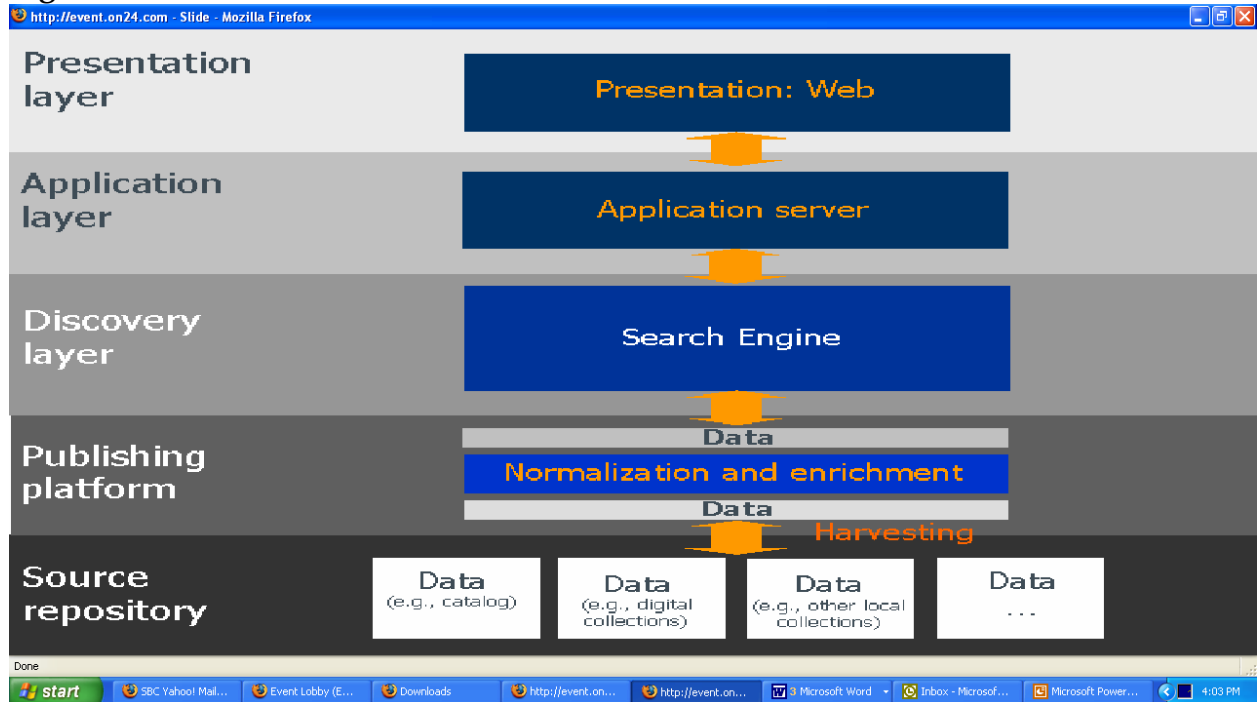 http://event.on24.com - Slide - Mozilla Firefox
Presentation
layer
Presentation: Web
Application
layer
Application server
Discovery
layer
Search Engine
Publishing
platform
Data
Normalization and enrichment
Data
Harvesting
Source
repository
Data
(e.g., catalog)
Data
(e.g., digital
collections)
Data
(e.g., other local
collections)
Data
...
Done
start
SBC Yahoo! Mail...
Event Lobby (E...
Downloads
http://event.on...
http://event.on...
3 Microsoft Word
Inbox - Microsof...
Microsoft Power...
4:03 PM